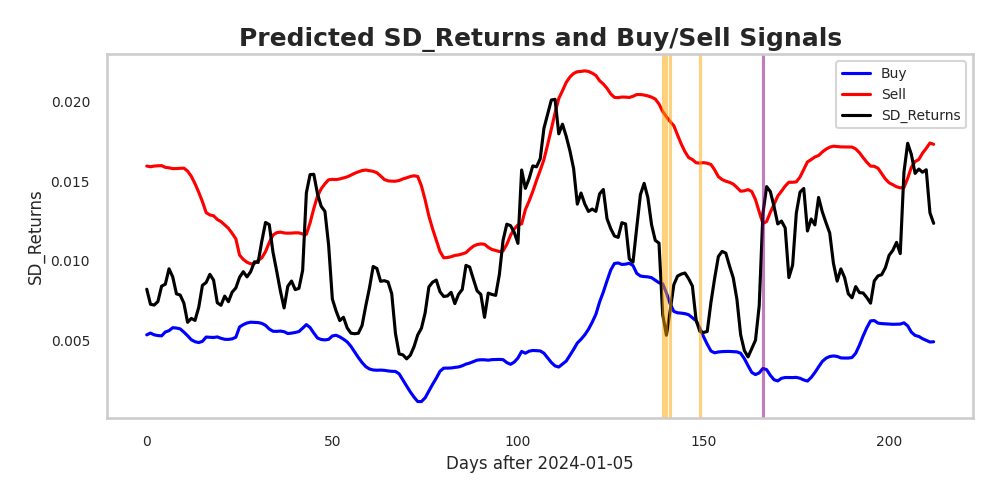 Predicted SD_Returns and Buy/Sell Signals
Buy
Sell
SD_Returns
0.020
0.015
0.010
0.005
SD_Returns
0
50
100
150
200
Days after 2024-01-05